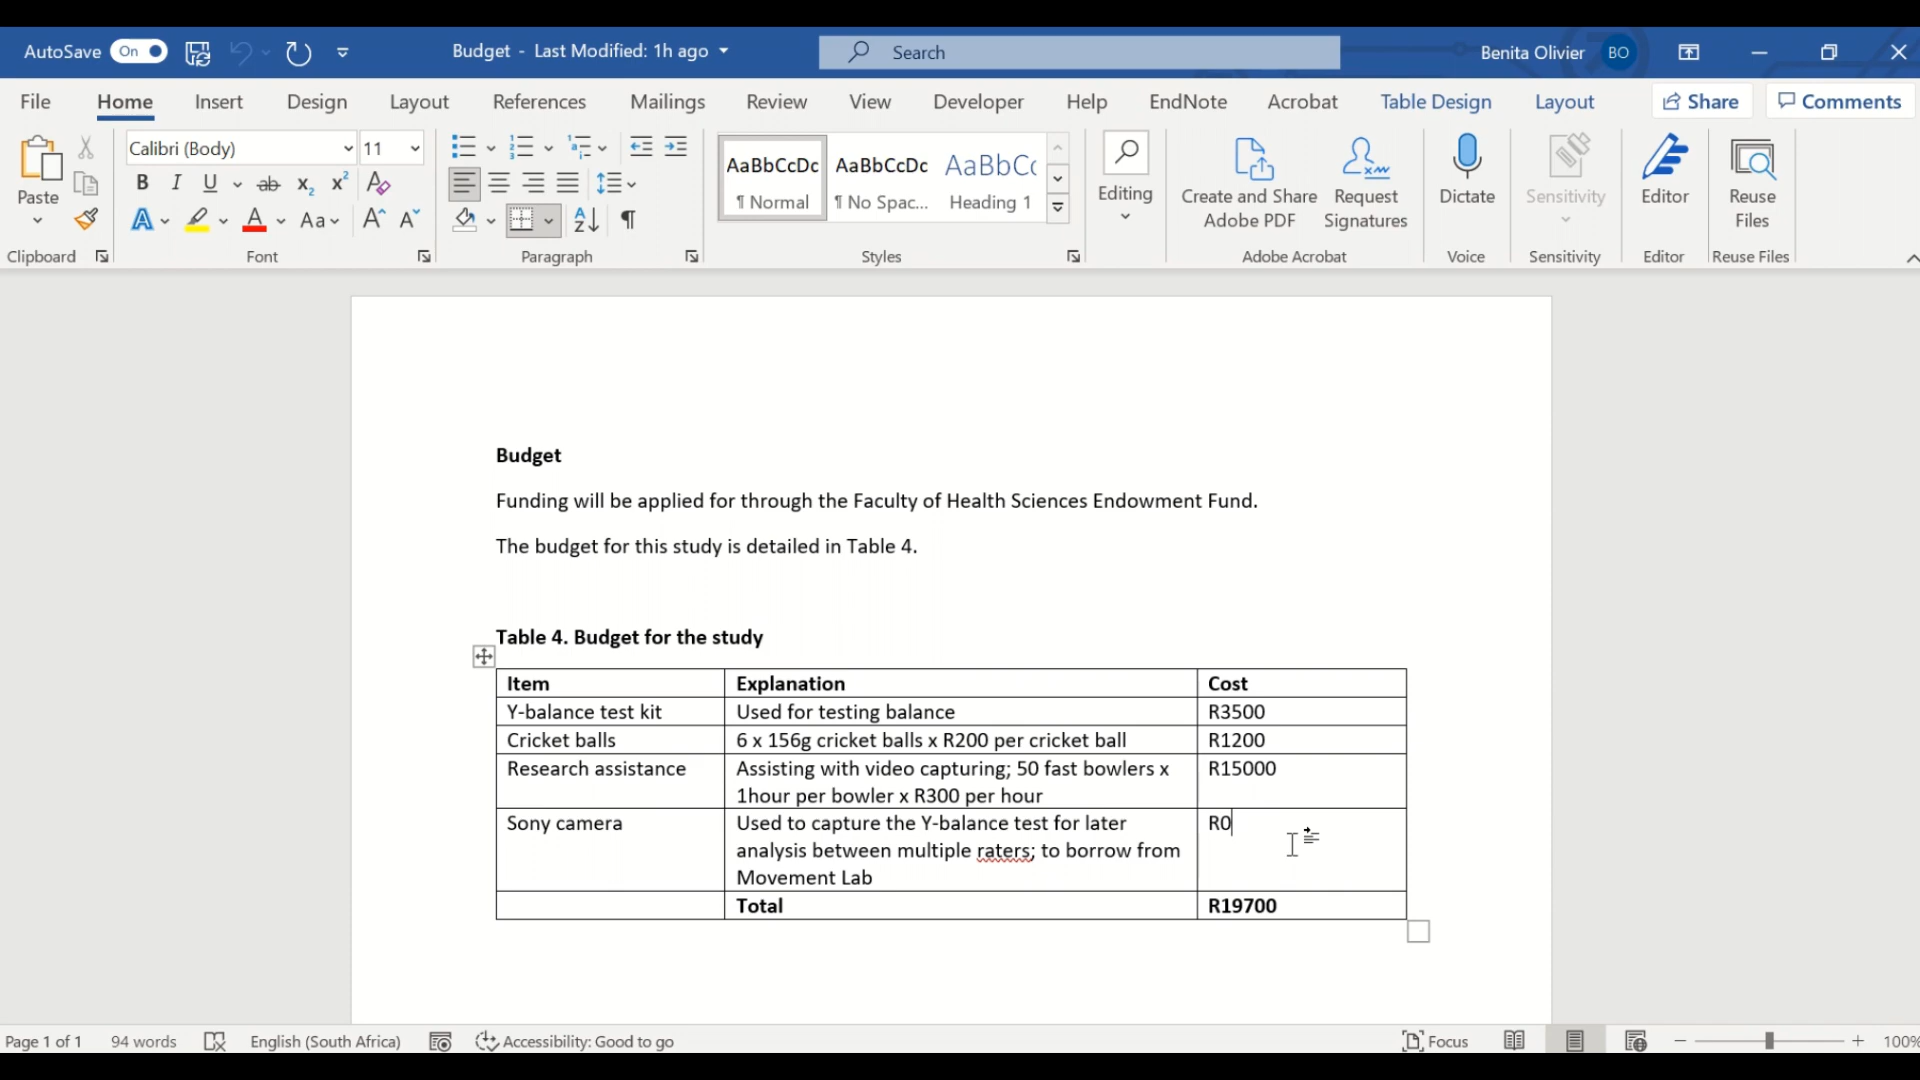 AutoSave On Budget - Last Modified: 1h ago Search Benita Olivier BO
File Home Insert Design Layout References Mailings Review View Developer Help EndNote Acrobat Table Design Layout Share Comments
Paste
Clipboard
Calibri (Body) 11
Font
Paragraph
AaBbCcDc AaBbCcDc AaBbCc
¶ Normal ¶ No Spac... Heading 1
Styles
Editing
Create and Share
Adobe PDF
Request
Signatures
Adobe Acrobat
Dictate
Voice
Sensitivity
Sensitivity
Editor
Editor
Reuse
Files
Reuse Files
Budget
Funding will be applied for through the Faculty of Health Sciences Endowment Fund.
The budget for this study is detailed in Table 4.
Table 4. Budget for the study
Item Explanation Cost
Y-balance test kit Used for testing balance R3500
Cricket balls 6 x 156g cricket balls x R200 per cricket ball R1200
Research assistance Assisting with video capturing; 50 fast bowlers x R15000
1hour per bowler x R300 per hour
Sony camera Used to capture the Y-balance test for later R0
analysis between multiple raters; to borrow from
Movement Lab
Total R19700
Page 1 of 1 94 words English (South Africa) Accessibility: Good to go Focus 100%